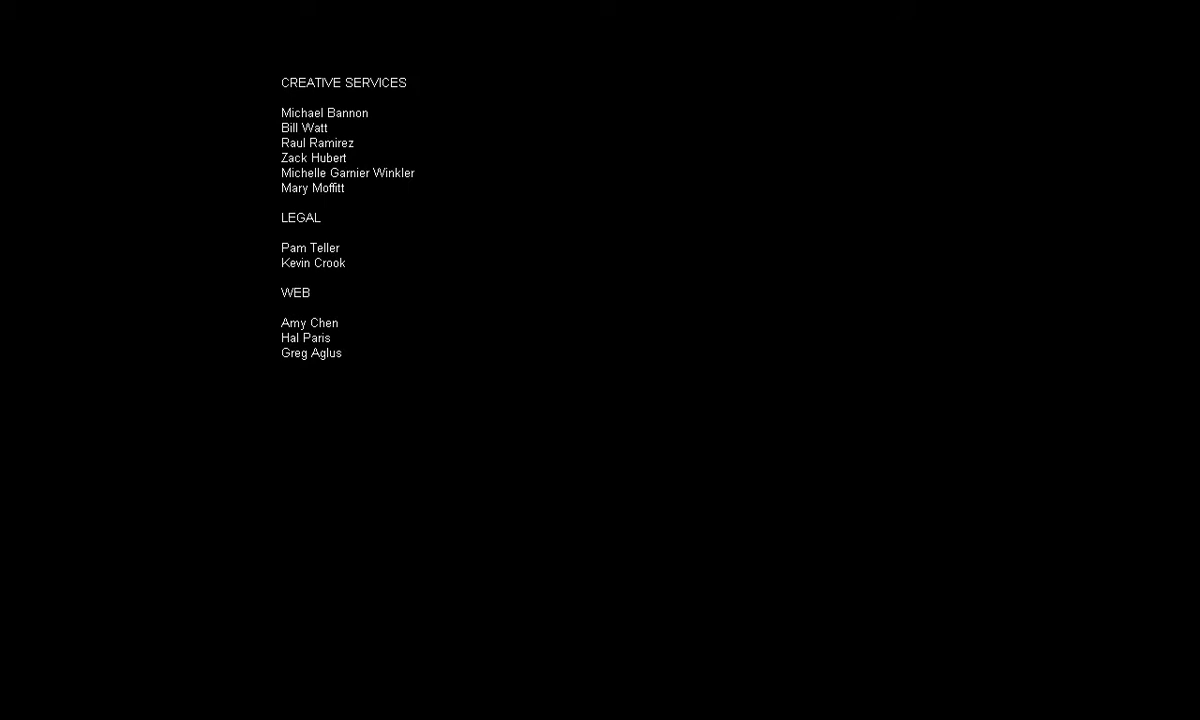 CREATIVE SERVICES
Michael Bannon
Bill Watt
Raul Ramirez
Zack Hubert
Michelle Garnier Winkler
Mary Moffitt
LEGAL
Pam Teller
Kevin Crook
WEB
Amy Chen
Hal Paris
Greg Aglus